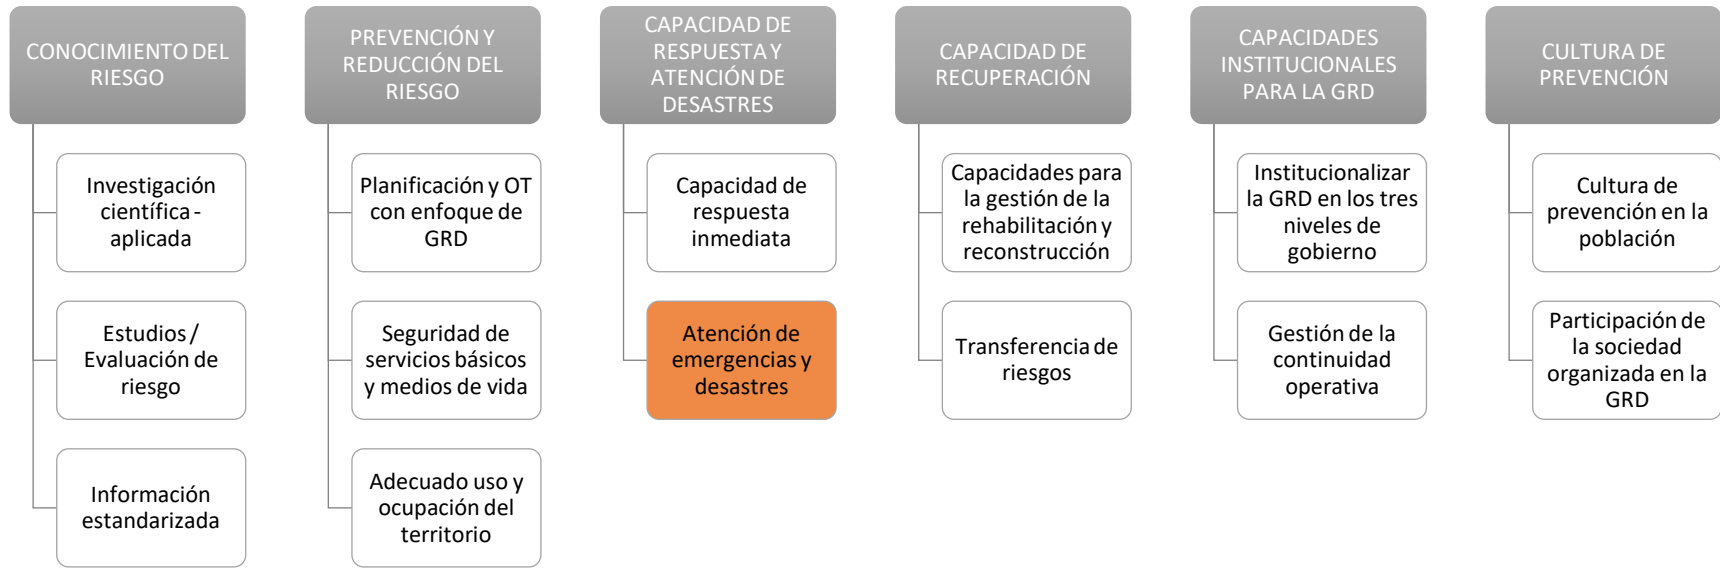 CONOCIMIENTO DEL
RIESGO
Investigación
científica -
aplicada
Estudios /
Evaluación de
riesgo
Información
estandarizada
PREVENCIÓN Y
REDUCCIÓN DEL
RIESGO
Planificación y OT
con enfoque de
GRD
Seguridad de
servicios básicos
y medios de vida
Adecuado uso y
ocupación del
territorio
CAPACIDAD DE
RESPUESTA Y
ATENCIÓN DE
DESASTRES
Capacidad de
respuesta
inmediata
Atención de
emergencias y
desastres
CAPACIDAD DE
RECUPERACIÓN
Capacidades para
la gestión de la
rehabilitación y
reconstrucción
Transferencia de
riesgos
CAPACIDADES
INSTITUCIONALES
PARA LA GRD
Institucionalizar
la GRD en los tres
niveles de
gobierno
Gestión de la
continuidad
operativa
CULTURA DE
PREVENCIÓN
Cultura de
prevención en la
población
Participación de
la sociedad
organizada en la
GRD